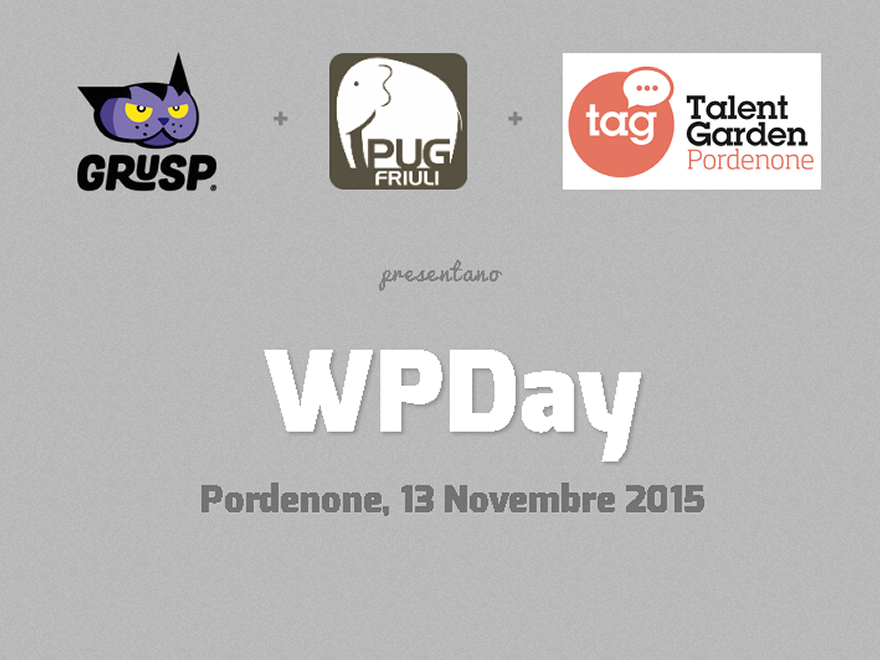 GRUSP
+
PUG
FRIULI
+
tag
Talent
Garden
Pordenone
presentano
WPDay
Pordenone, 13 Novembre 2015